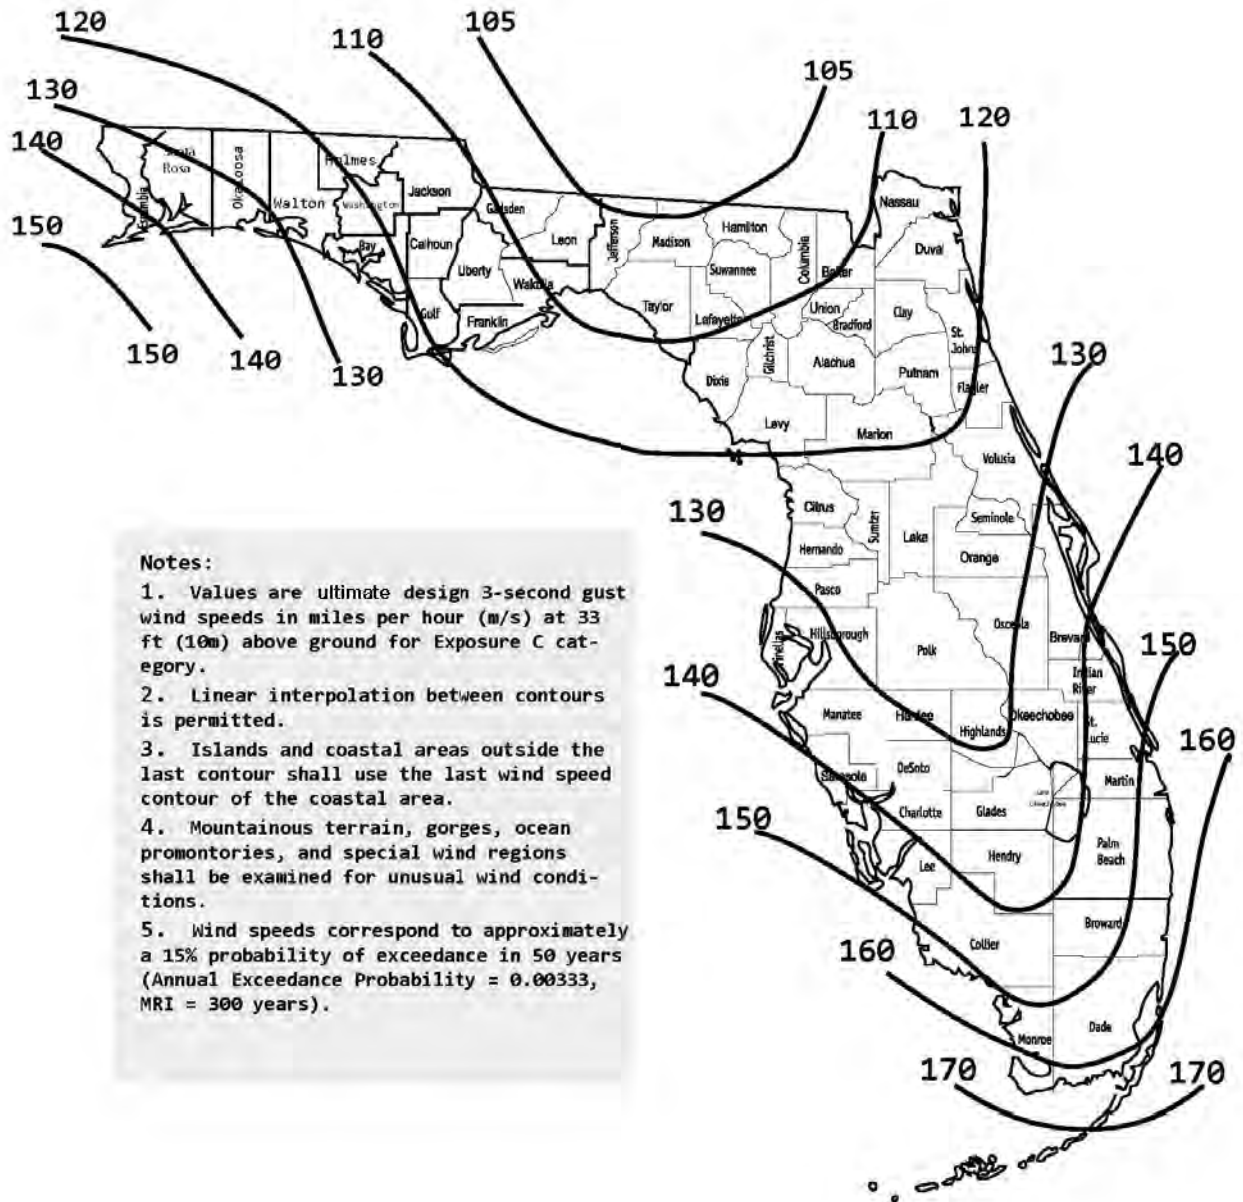 120
105
110
105
130
110
120
140
Santa
Rosa
Okaloosa
Holmes
Walton
Washington
Jackson
Escambia
Gadsden
Leon
Jefferson
Madison
Hamilton
Nassau
Duval
150
Bay
Calhoun
Uberty
Wakulla
Suwannee
Columbia
Baker
Taylor
Lafayette
Union
Bradford
Clay
St.
Johns
Gulf
Franklin
150
140
130
Dixie
Gilchrist
Alachua
Putnam
Flagler
130
Levy
Marion
Volusia
140
130
Citrus
Sumter
Lake
Seminole
Hernando
Orange
Pasco
Pinellas
Hillsborough
Polk
Osceola
Brevard
150
Indian
River
140
Manatee
Hardee
Highlands
Okeechobee
St.
Lucie
160
Sarasota
DeSoto
Martin
Charlotte
Glades
150
Lee
Hendry
Palm
Beach
Collier
Broward
160
Monroe
Dade
170
170
Notes:
1. Values are ultimate design 3-second gust
wind speeds in miles per hour (m/s) at 33
ft (10m) above ground for Exposure C cat-
egory.
2. Linear interpolation between contours
is permitted.
3. Islands and coastal areas outside the
last contour shall use the last wind speed
contour of the coastal area.
4. Mountainous terrain, gorges, ocean
promontories, and special wind regions
shall be examined for unusual wind condi-
tions.
5. Wind speeds correspond to approximately
a 15% probability of exceedance in 50 years
(Annual Exceedance Probability = 0.00333,
MRI = 300 years).